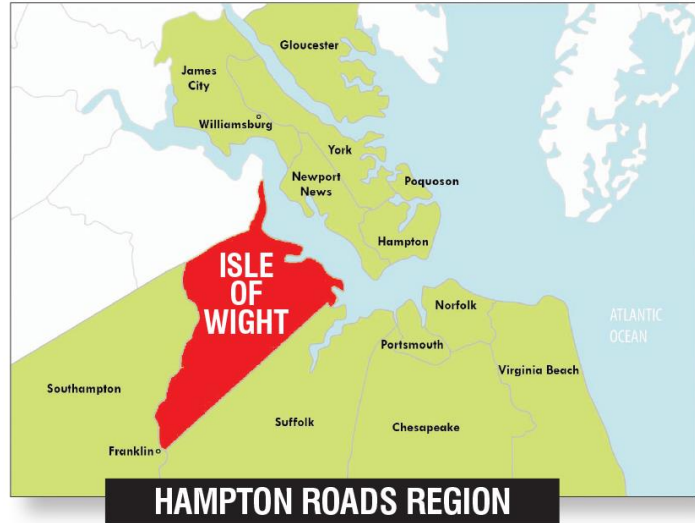 Gloucester
James
City
Williamsburg
York
Newport
News
Poquoson
Hampton
ISLE
OF
WIGHT
Norfolk
ATLANTIC
OCEAN
Portsmouth
Virginia Beach
Southampton
Suffolk
Chesapeake
Franklin
HAMPTON ROADS REGION